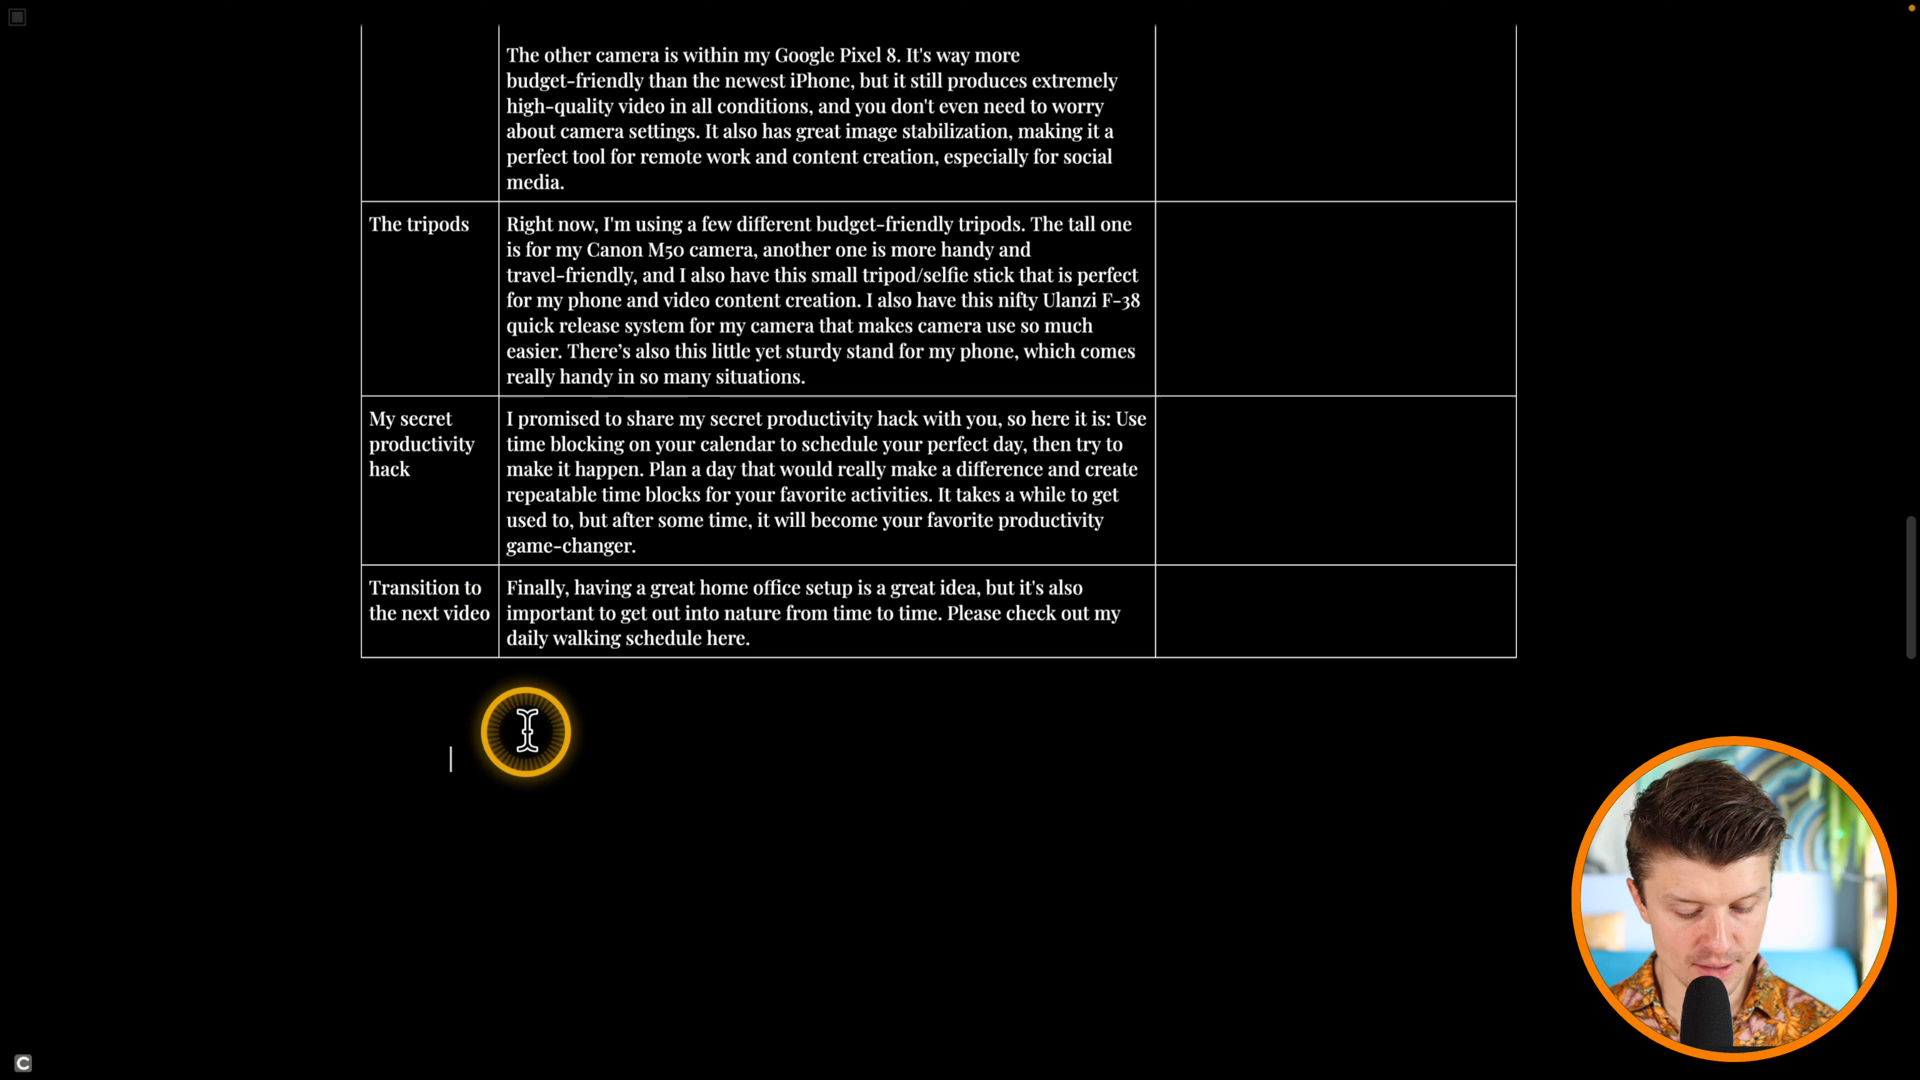 The other camera is within my Google Pixel 8. It's way more
budget-friendly than the newest iPhone, but it still produces extremely
high-quality video in all conditions, and you don't even need to worry
about camera settings. It also has great image stabilization, making it a
perfect tool for remote work and content creation, especially for social
media.
The tripods
Right now, I'm using a few different budget-friendly tripods. The tall one
is for my Canon M50 camera, another one is more handy and
travel-friendly, and I also have this small tripod/selfie stick that is perfect
for my phone and video content creation. I also have this nifty Ulanzi F-38
quick release system for my camera that makes camera use so much
easier. There’s also this little yet sturdy stand for my phone, which comes
really handy in so many situations.
My secret
productivity
hack
I promised to share my secret productivity hack with you, so here it is: Use
time blocking on your calendar to schedule your perfect day, then try to
make it happen. Plan a day that would really make a difference and create
repeatable time blocks for your favorite activities. It takes a while to get
used to, but after some time, it will become your favorite productivity
game-changer.
Transition to
the next video
Finally, having a great home office setup is a great idea, but it's also
important to get out into nature from time to time. Please check out my
daily walking schedule here.
C